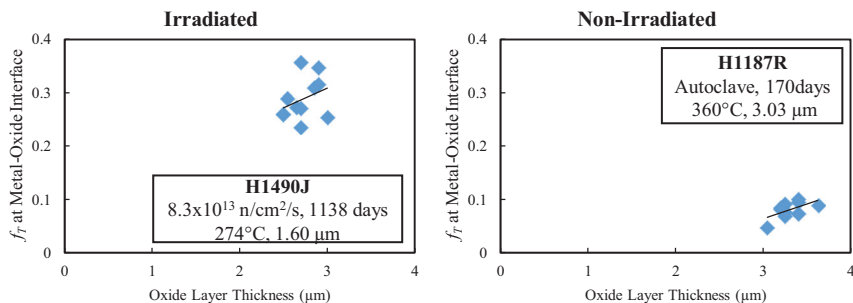 Irradiated
f_T at Metal-Oxide Interface
0.4
0.3
0.2
0.1
0
H1490J
8.3x10¹³ n/cm²/s, 1138 days
274°C, 1.60 μm
0 1 2 3 4
Oxide Layer Thickness (μm)
Non-Irradiated
f_T at Metal-Oxide Interface
0.4
0.3
0.2
0.1
0
H1187R
Autoclave, 170days
360°C, 3.03 μm
0 1 2 3 4
Oxide Layer Thickness (μm)